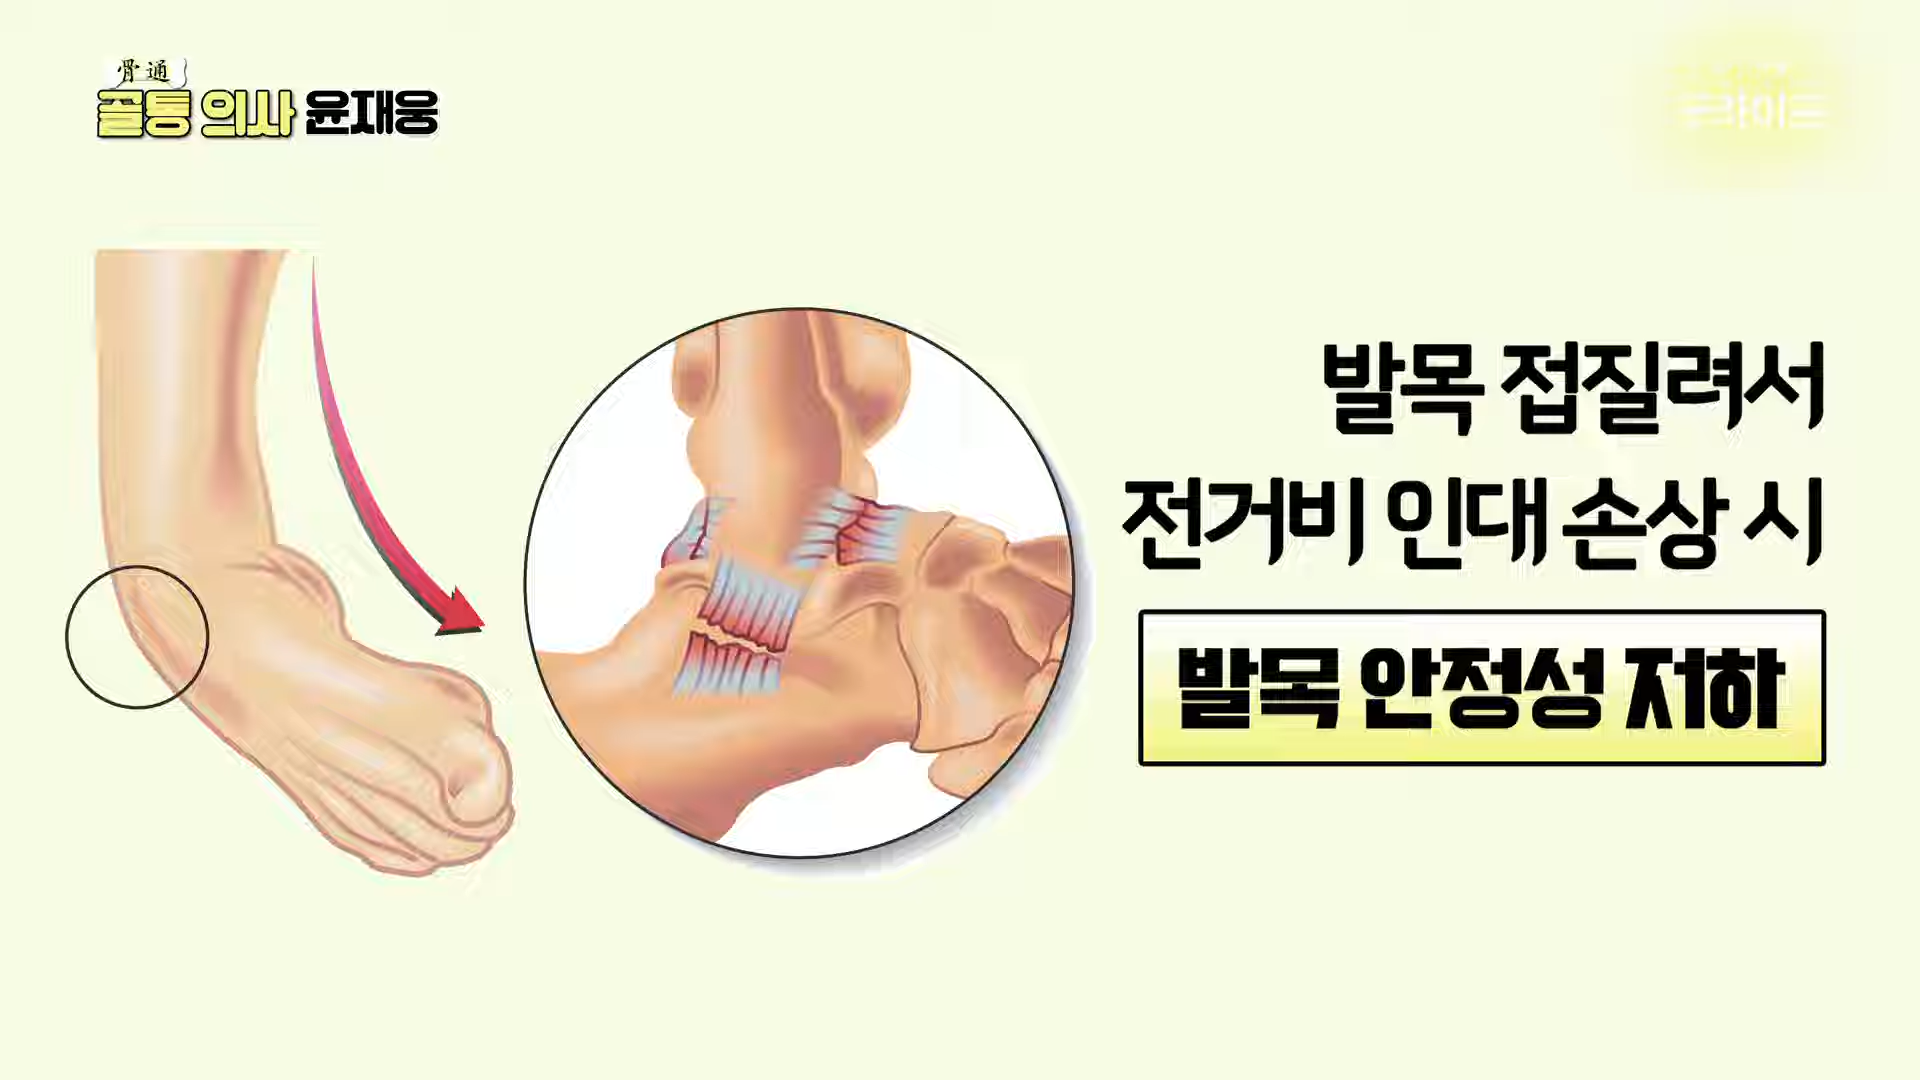 骨通
골통 의사 윤재웅
발목 접질려서
전거비 인대 손상 시
발목 안정성 저하